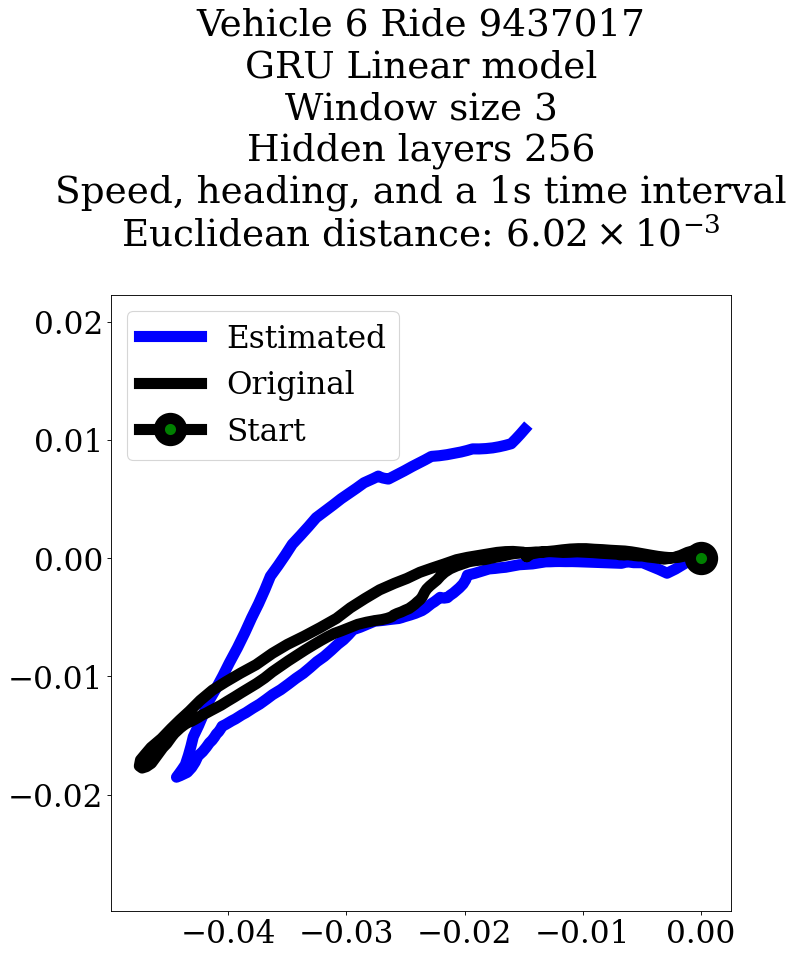 Vehicle 6 Ride 9437017
GRU Linear model
Window size 3
Hidden layers 256
Speed, heading, and a 1s time interval
Euclidean distance: 6.02 × 10⁻³
Estimated
Original
Start
0.02
0.01
0.00
−0.01
−0.02
−0.04 −0.03 −0.02 −0.01 0.00